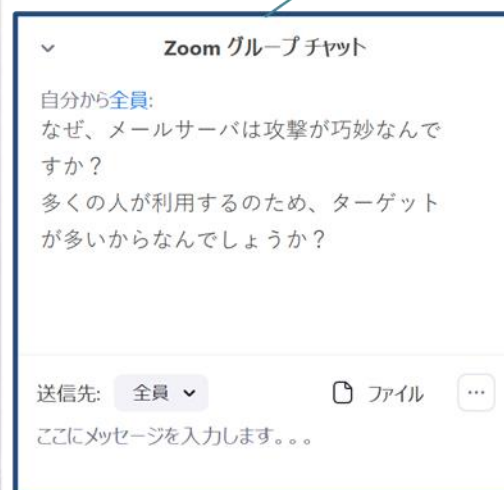 Zoom グループ チャット
自分から全員:
なぜ、メールサーバは攻撃が巧妙なんで
すか？
多くの人が利用するのため、ターゲット
が多いからなんでしょうか？
送信先: 全員 ファイル ...
ここにメッセージを入力します。。。